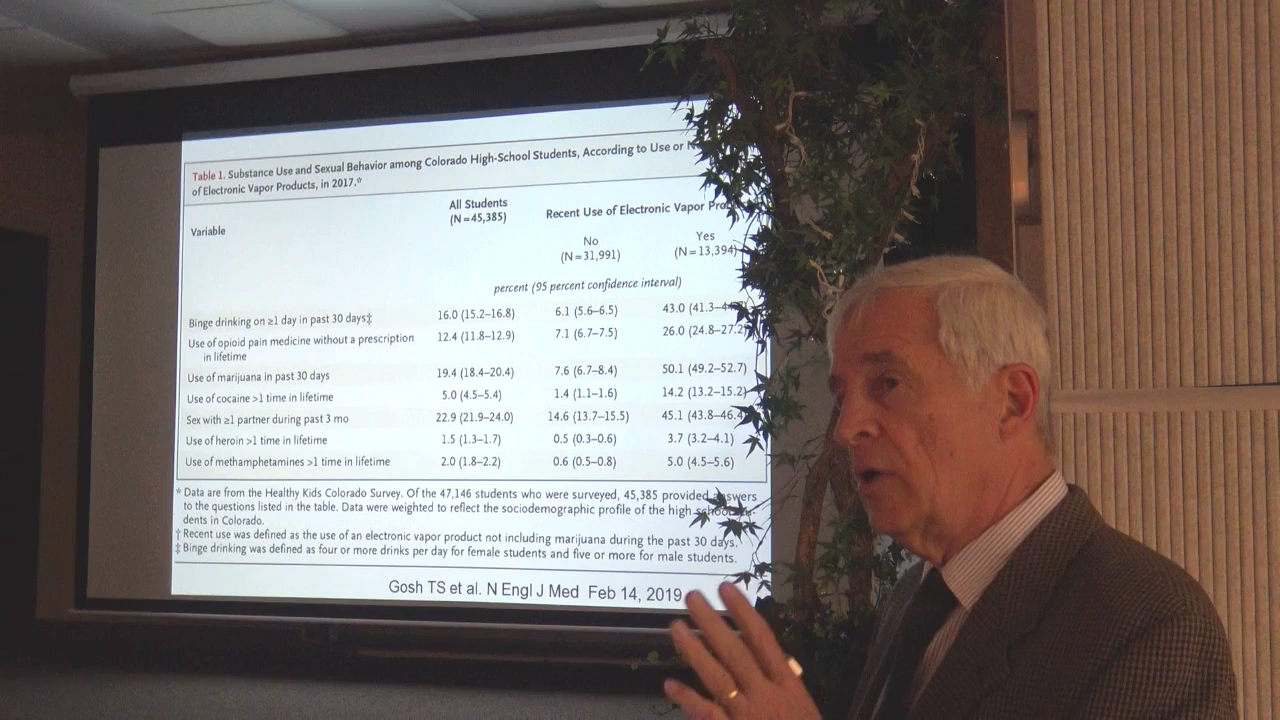 Table 1. Substance Use and Sexual Behavior among Colorado High-School Students, According to Use or
of Electronic Vapor Products, in 2017.*
Variable
All Students
(N=45,385)
Recent Use of Electronic Vapor
No
(N=31,991)
Yes
(N=13,394)
percent (95 percent confidence interval)
Binge drinking on ≥1 day in past 30 days‡ 16.0 (15.2–16.8) 6.1 (5.6–6.5) 43.0 (41.3–
Use of opioid pain medicine without a prescription 12.4 (11.8–12.9) 7.1 (6.7–7.5) 26.0 (24.8–27.2)
in lifetime
Use of marijuana in past 30 days 19.4 (18.4–20.4) 7.6 (6.7–8.4) 50.1 (49.2–52.7)
Use of cocaine >1 time in lifetime 5.0 (4.5–5.4) 1.4 (1.1–1.6) 14.2 (13.2–15.2)
Sex with ≥1 partner during past 3 mo 22.9 (21.9–24.0) 14.6 (13.7–15.5) 45.1 (43.8–46.4)
Use of heroin >1 time in lifetime 1.5 (1.3–1.7) 0.5 (0.3–0.6) 3.7 (3.2–4.1)
Use of methamphetamines >1 time in lifetime 2.0 (1.8–2.2) 0.6 (0.5–0.8) 5.0 (4.5–5.6)
* Data are from the Healthy Kids Colorado Survey. Of the 47,146 students who were surveyed, 45,385 provided answers
to the questions listed in the table. Data were weighted to reflect the sociodemographic profile of the high school stu-
dents in Colorado.
† Recent use was defined as the use of an electronic vapor product not including marijuana during the past 30 days.
‡ Binge drinking was defined as four or more drinks per day for female students and five or more for male students.
Gosh TS et al. N Engl J Med Feb 14, 2019